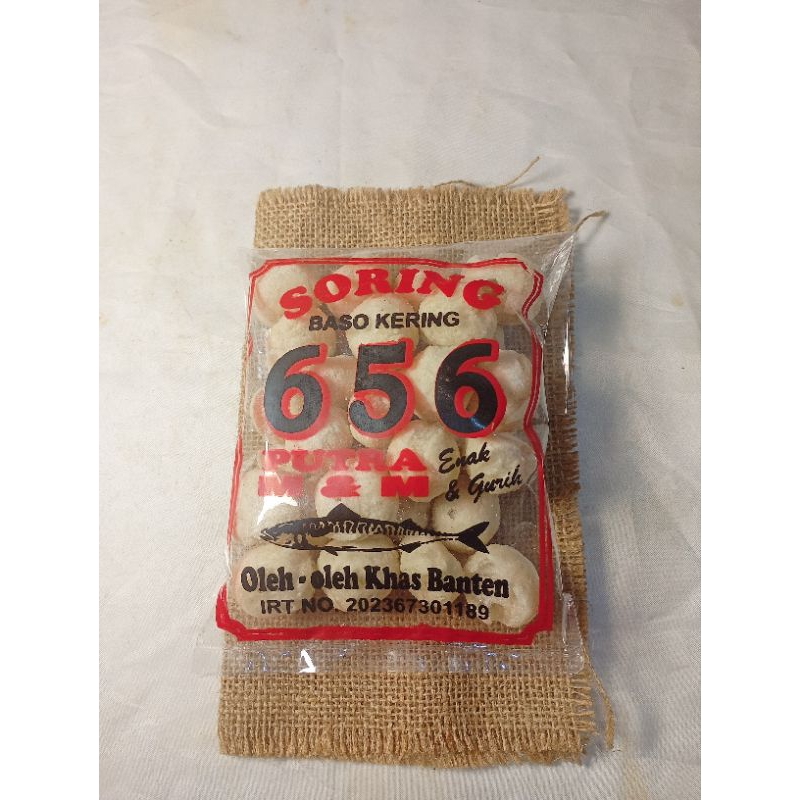 SORING
BASO KERING
656
PUTRA
M & M
Enak
& Gurih
Oleh - oleh Khas Banten
IRT NO. 202367301189